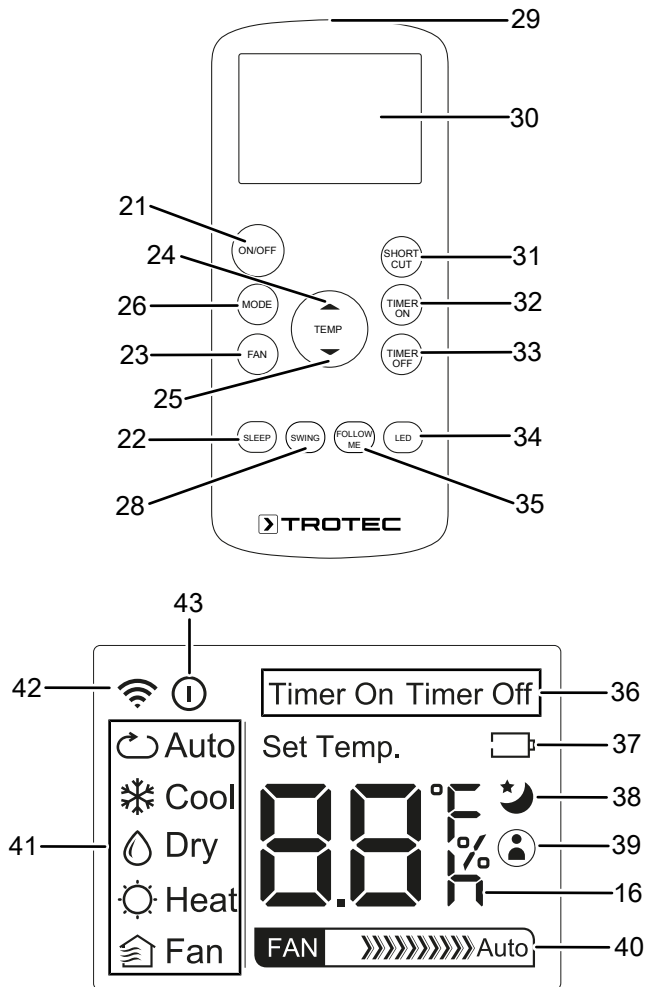 29
30
21
ON/OFF
24
SHORT
CUT
31
26
MODE
TEMP
TIMER
ON
32
23
FAN
TIMER
OFF
33
25
22
SLEEP
SWING
FOLLOW
ME
LED
34
28
35
TROTEC
43
42
Timer On Timer Off
36
Auto
Set Temp.
37
Cool
8.8
°F
38
41
Dry
%
39
Heat
h
16
Fan
FAN
Auto
40